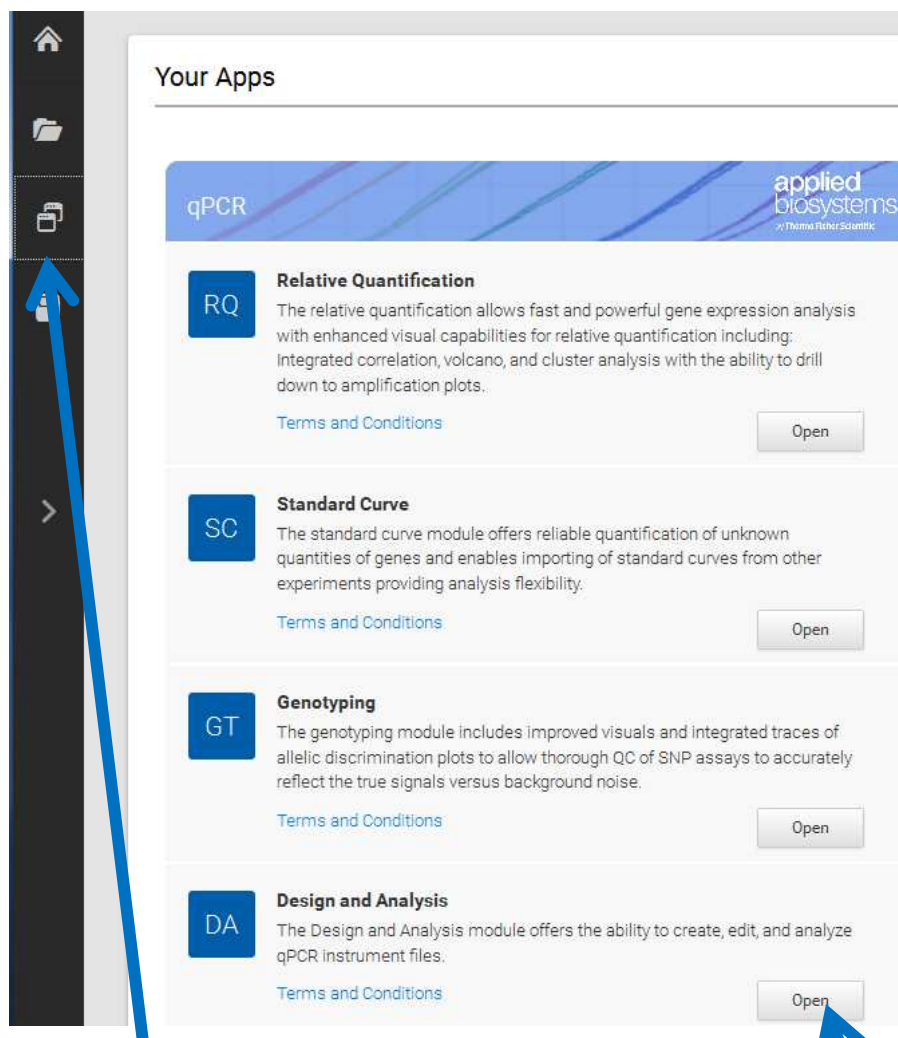 Your Apps
qPCR
applied
biosystems
by Thermo Fisher Scientific
RQ
Relative Quantification
The relative quantification allows fast and powerful gene expression analysis
with enhanced visual capabilities for relative quantification including:
Integrated correlation, volcano, and cluster analysis with the ability to drill
down to amplification plots.
Terms and Conditions
Open
SC
Standard Curve
The standard curve module offers reliable quantification of unknown
quantities of genes and enables importing of standard curves from other
experiments providing analysis flexibility.
Terms and Conditions
Open
GT
Genotyping
The genotyping module includes improved visuals and integrated traces of
allelic discrimination plots to allow thorough QC of SNP assays to accurately
reflect the true signals versus background noise.
Terms and Conditions
Open
DA
Design and Analysis
The Design and Analysis module offers the ability to create, edit, and analyze
qPCR instrument files.
Terms and Conditions
Open